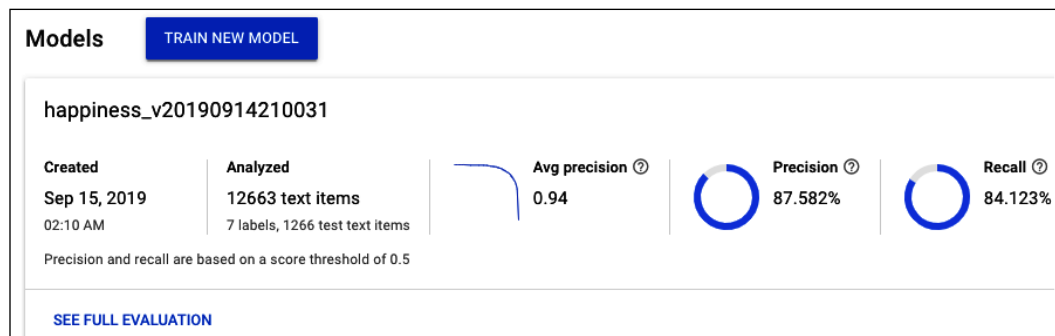 Models
TRAIN NEW MODEL
happiness_v20190914210031
Created
Sep 15, 2019
02:10 AM
Analyzed
12663 text items
7 labels, 1266 test text items
Avg precision
0.94
Precision
87.582%
Recall
84.123%
Precision and recall are based on a score threshold of 0.5
SEE FULL EVALUATION